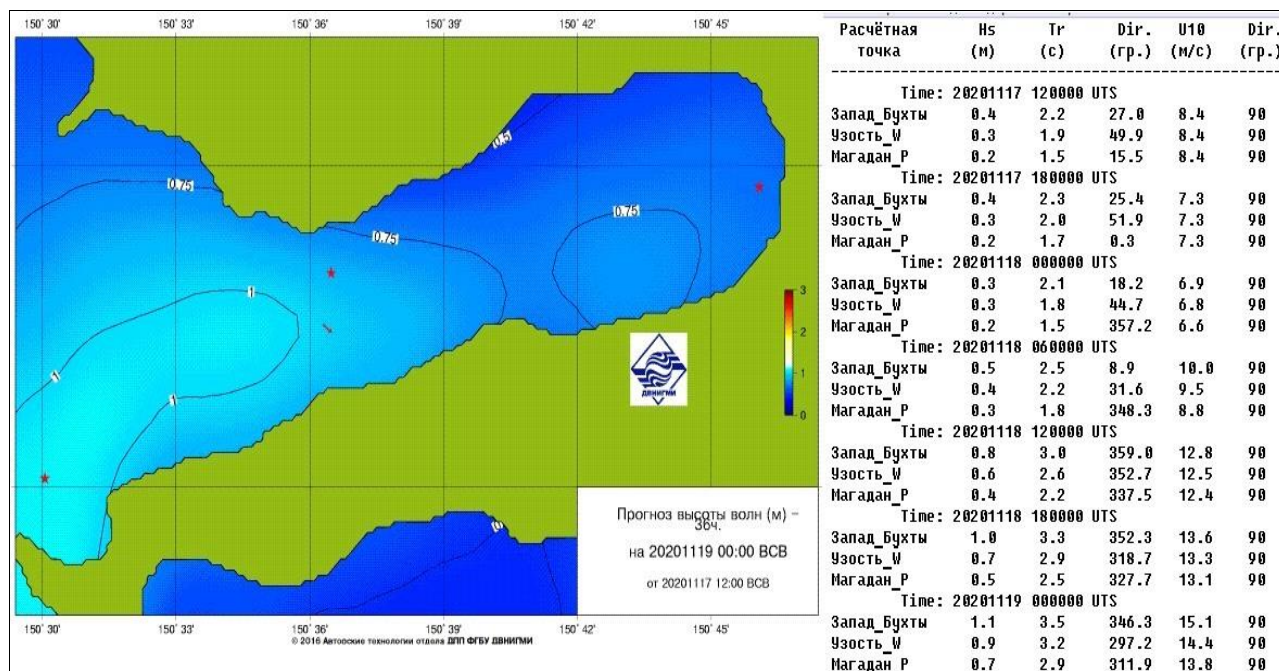 150° 30' 150° 33' 150° 36' 150° 39' 150° 42' 150° 45'
0.5
0.75
0.75
0.75
1
1
1
3
2
1
0
ДВНИГМИ
Прогноз высоты волн (м) –
36ч.
на 20201119 00:00 ВСВ
от 20201117 12:00 ВСВ
150° 30' 150° 33' 150° 36' 150° 39' 150° 42' 150° 45'
© 2016 Авторские технологии отдела ДПП ФГБУ ДВНИГМИ
Расчётная Hs Tr Dir. U10 Dir.
точка (м) (с) (гр.) (м/с) (гр.)
Time: 20201117 120000 UTS
Запад_Бухты 0.4 2.2 27.0 8.4 90
Узость_W 0.3 1.9 49.9 8.4 90
Магадан_P 0.2 1.5 15.5 8.4 90
Time: 20201117 180000 UTS
Запад_Бухты 0.4 2.3 25.4 7.3 90
Узость_W 0.3 2.0 51.9 7.3 90
Магадан_P 0.2 1.7 0.3 7.3 90
Time: 20201118 000000 UTS
Запад_Бухты 0.3 2.1 18.2 6.9 90
Узость_W 0.3 1.8 44.7 6.8 90
Магадан_P 0.2 1.5 357.2 6.6 90
Time: 20201118 060000 UTS
Запад_Бухты 0.5 2.5 8.9 10.0 90
Узость_W 0.4 2.2 31.6 9.5 90
Магадан_P 0.3 1.8 348.3 8.8 90
Time: 20201118 120000 UTS
Запад_Бухты 0.8 3.0 359.0 12.8 90
Узость_W 0.6 2.6 352.7 12.5 90
Магадан_P 0.4 2.2 337.5 12.4 90
Time: 20201118 180000 UTS
Запад_Бухты 1.0 3.3 352.3 13.6 90
Узость_W 0.7 2.9 318.7 13.3 90
Магадан_P 0.5 2.5 327.7 13.1 90
Time: 20201119 000000 UTS
Запад_Бухты 1.1 3.5 346.3 15.1 90
Узость_W 0.9 3.2 297.2 14.4 90
Магадан_P 0.7 2.9 311.9 13.8 90